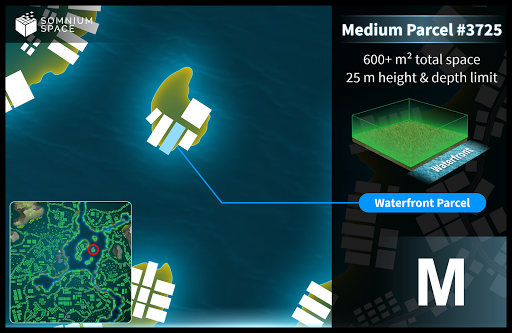 SOMNIUM
SPACE
Medium Parcel #3725
600+ m² total space
25 m height & depth limit
Waterfront
Waterfront Parcel
M